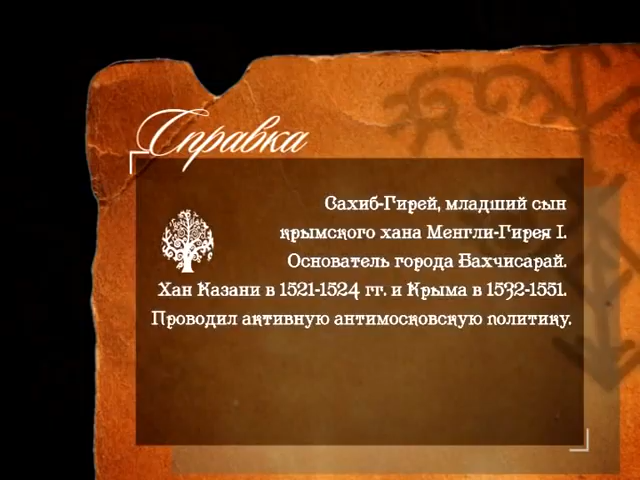 Справка
Сахиб-Гирей, младший сын
крымского хана Менгли-Гирея I.
Основатель города Бахчисарай.
Хан Казани в 1521-1524 гг. и Крыма в 1532-1551.
Проводил активную антимосковскую политику.